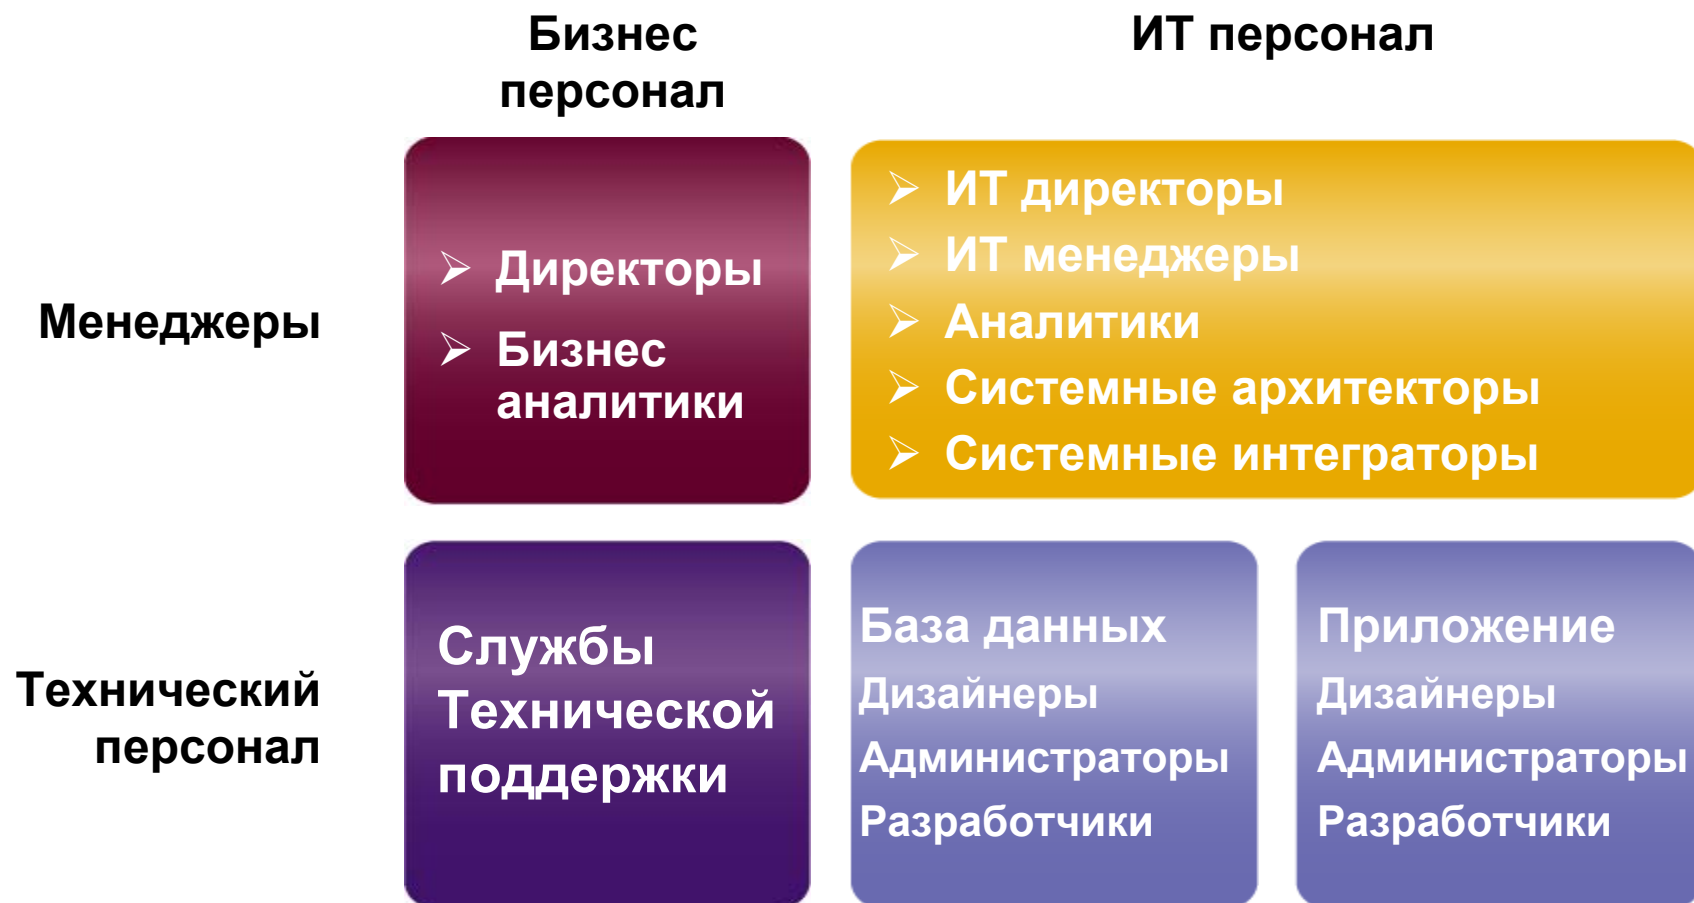 Бизнес
персонал
ИТ персонал
Менеджеры
Директоры
Бизнес
аналитики
ИТ директоры
ИТ менеджеры
Аналитики
Системные архитекторы
Системные интеграторы
Технический
персонал
Службы
Технической
поддержки
База данных
Дизайнеры
Администраторы
Разработчики
Приложение
Дизайнеры
Администраторы
Разработчики